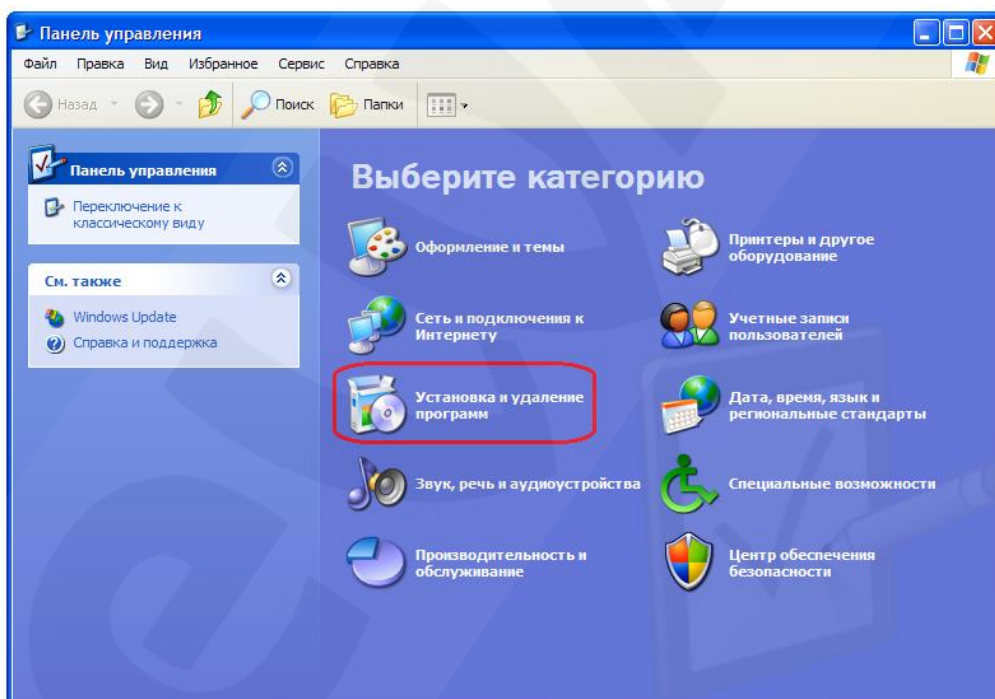 Панель управления
Файл Правка Вид Избранное Сервис Справка
Назад Поиск Папки
Панель управления
Переключение к
классическому виду
См. также
Windows Update
Справка и поддержка
Выберите категорию
Оформление и темы
Принтеры и другое
оборудование
Сеть и подключения к
Интернету
Учетные записи
пользователей
Установка и удаление
программ
Дата, время, язык и
региональные стандарты
Звук, речь и аудиоустройства
Специальные возможности
Производительность и
обслуживание
Центр обеспечения
безопасности